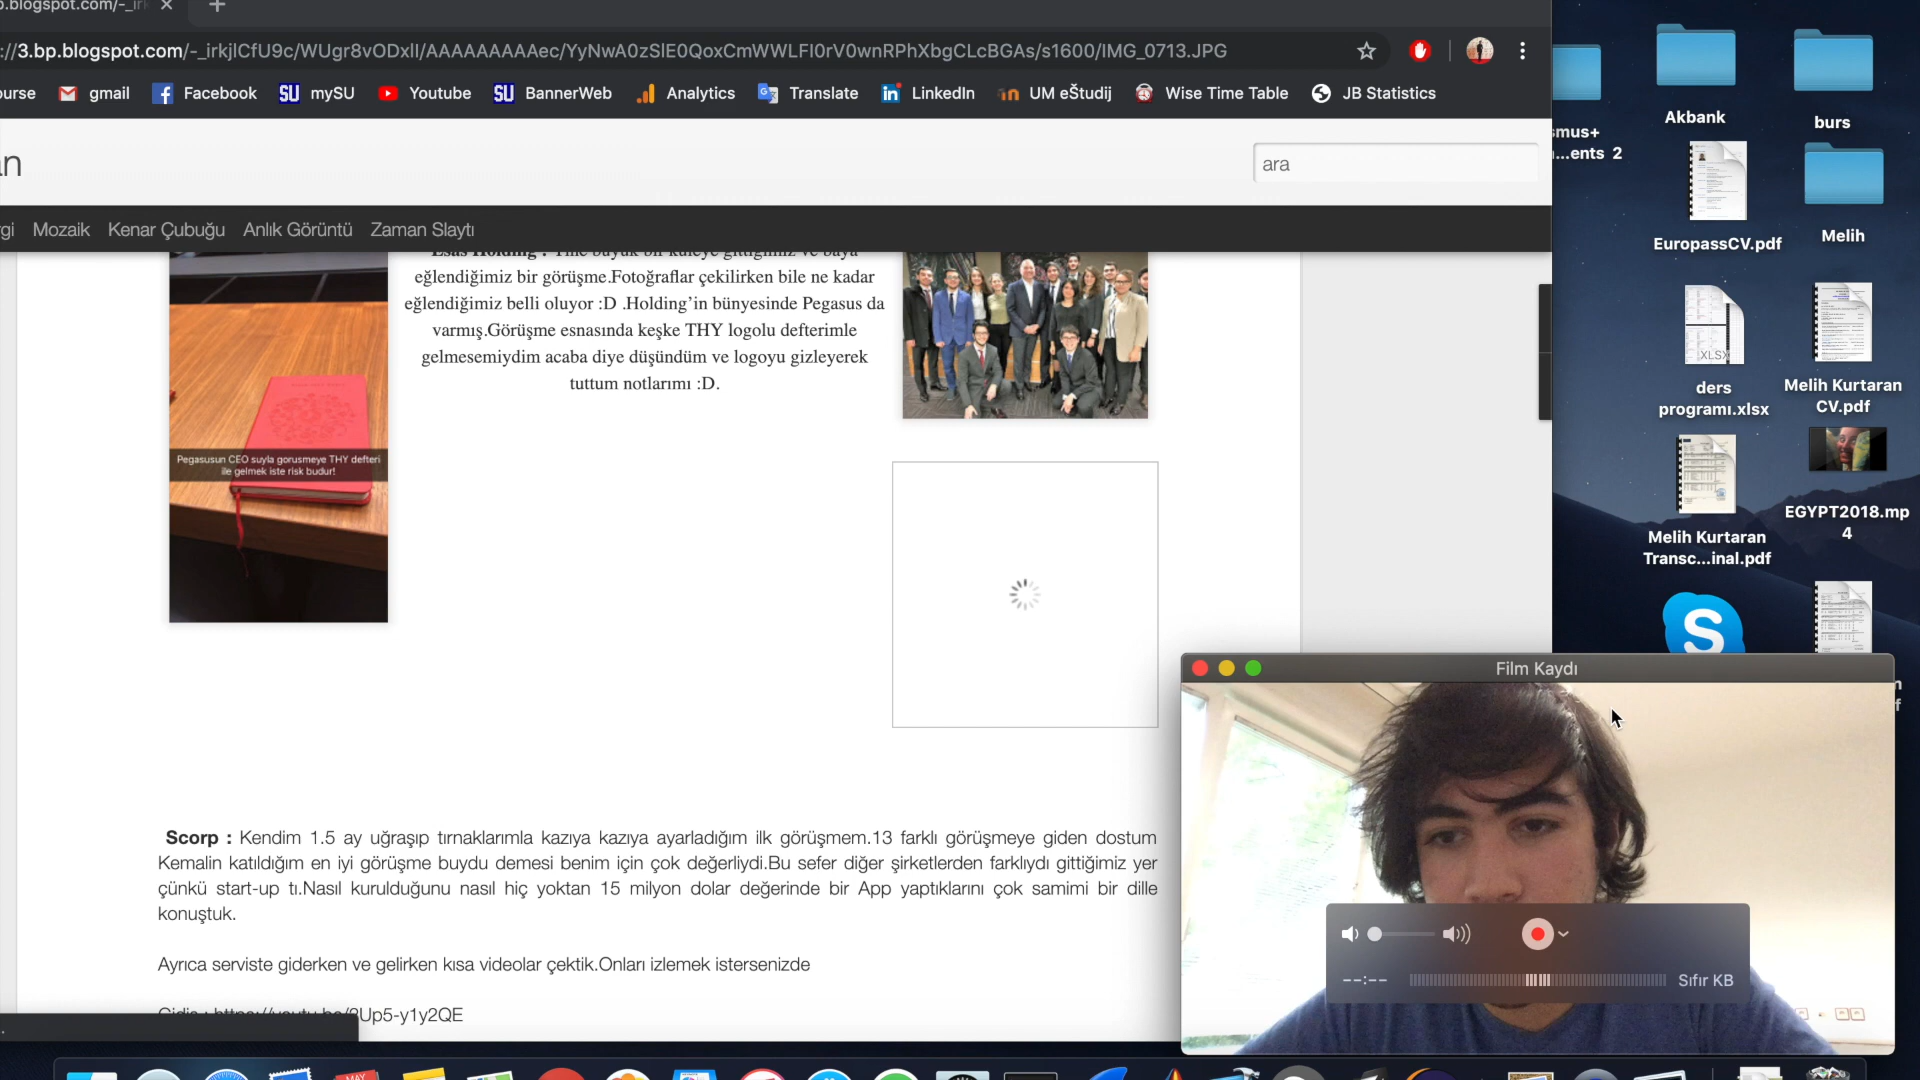 ://3.bp.blogspot.com/-_irkjlCfU9c/WUgr8vODxlI/AAAAAAAAAec/YyNwA0zSlE0QoxCmWWLFI0rV0wnRPhXbgCLcBGAs/s1600/IMG_0713.JPG
gmail Facebook mySU Youtube BannerWeb Analytics Translate LinkedIn UM eŠtudij Wise Time Table JB Statistics
ara
Mozaik Kenar Çubuğu Anlık Görüntü Zaman Slaytı
eğlendiğimiz bir görüşme.Fotoğraflar çekilirken bile ne kadar
eğlendiğimiz belli oluyor :D .Holding'in bünyesinde Pegasus da
varmış.Görüşme esnasında keşke THY logolu defterimle
gelmesemiydim acaba diye düşündüm ve logoyu gizleyerek
tuttum notlarımı :D.
Pegasusun CEO suyla gorusmeye THY defteri
ile gelmek iste risk budur!
Scorp : Kendim 1.5 ay uğraşıp tırnaklarımla kazıya kazıya ayarladığım ilk görüşmem.13 farklı görüşmeye giden dostum
Kemalin katıldığım en iyi görüşme buydu demesi benim için çok değerliydi.Bu sefer diğer şirketlerden farklıydı gittiğimiz yer
çünkü start-up tı.Nasıl kurulduğunu nasıl hiç yoktan 15 milyon dolar değerinde bir App yaptıklarını çok samimi bir dille
konuştuk.
Ayrıca serviste giderken ve gelirken kısa videolar çektik.Onları izlemek istersenizde
Up5-y1y2QE
Akbank
burs
...ents 2
EuropassCV.pdf
Melih
XLSX
ders
programı.xlsx
Melih Kurtaran
CV.pdf
Melih Kurtaran
Transc...inal.pdf
EGYPT2018.mp
4
Film Kaydı
--:--
Sıfır KB
MAY